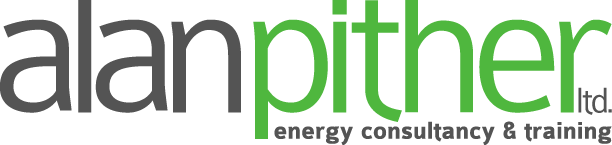 alanpither ltd.
energy consultancy & training